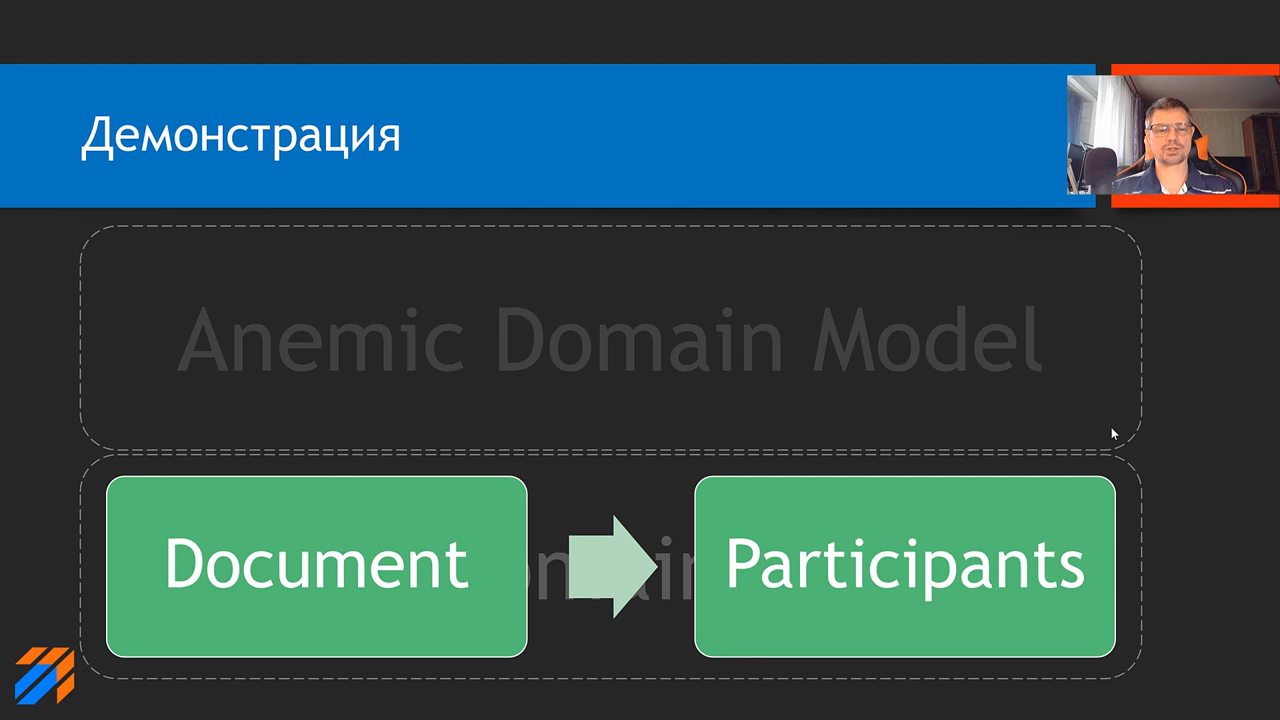 Демонстрация
Anemic Domain Model
Document
Participants